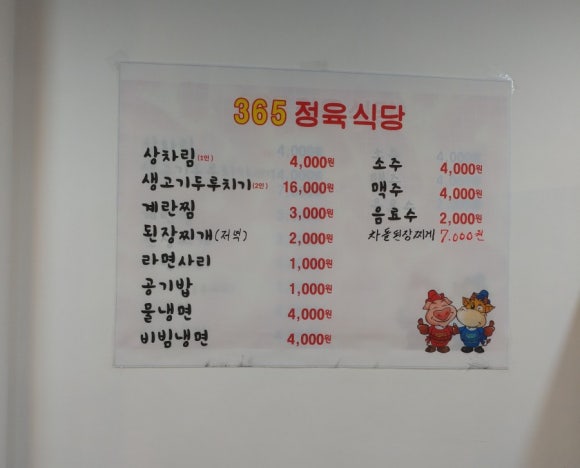 365 정육식당
상차림(1인) 4,000원
생고기두루치기(2인) 16,000원
계란찜 3,000원
된장찌개(저녁) 2,000원
라면사리 1,000원
공기밥 1,000원
물냉면 4,000원
비빔냉면 4,000원
소주 4,000원
맥주 4,000원
음료수 2,000원
차돌된장찌게 7.000원